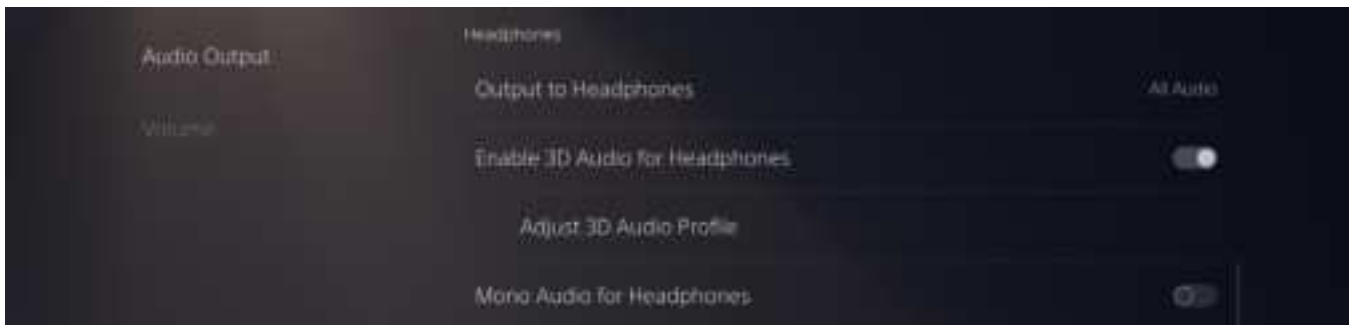 Audio Output
Volume
Headphones
Output to Headphones
All Audio
Enable 3D Audio for Headphones
Adjust 3D Audio Profile
Mono Audio for Headphones